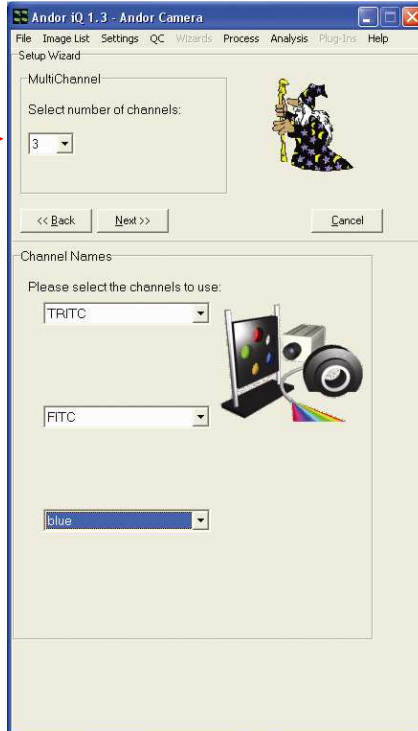 Andor iQ 1.3 - Andor Camera
File Image List Settings QC Wizards Process Analysis Plug-Ins Help
Setup Wizard
MultiChannel
Select number of channels:
3
<< Back Next >> Cancel
Channel Names
Please select the channels to use:
TRITC
FITC
blue